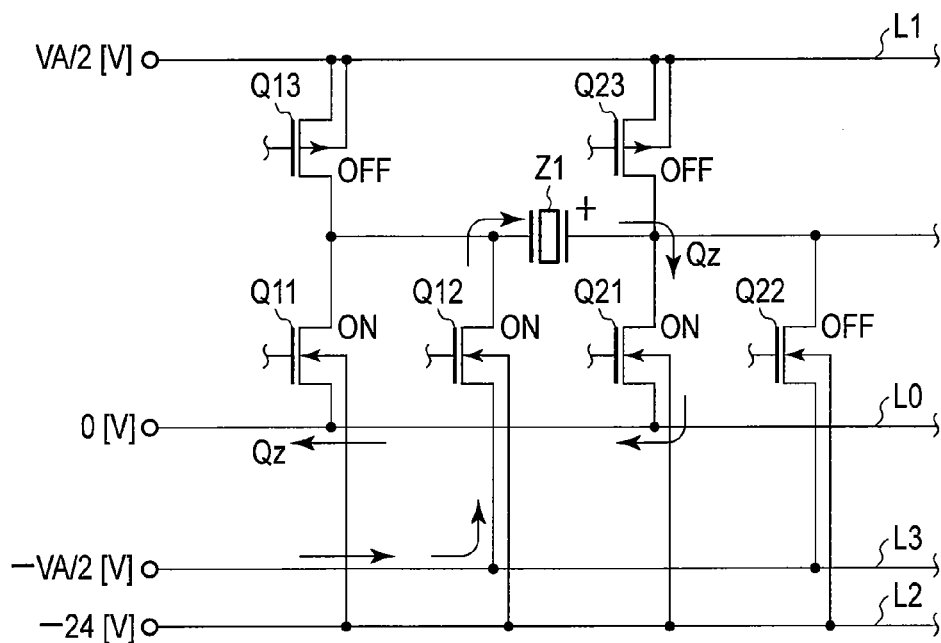 L1
VA/2 [V]
Q13
Q23
OFF
Z1
OFF
+
Qz
Q11
Q12
Q21
Q22
ON
ON
ON
OFF
L0
0 [V]
Qz
L3
−VA/2 [V]
L2
−24 [V]